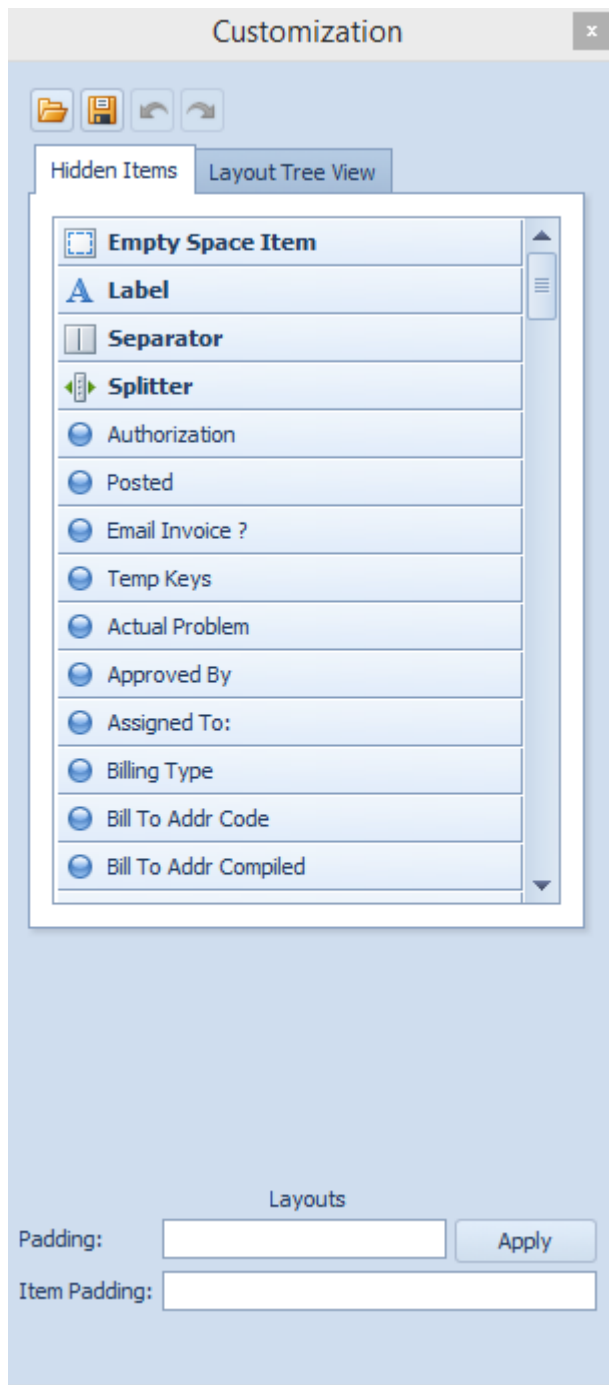 Customization
x
Hidden Items
Layout Tree View
Empty Space Item
A Label
Separator
Splitter
Authorization
Posted
Email Invoice ?
Temp Keys
Actual Problem
Approved By
Assigned To:
Billing Type
Bill To Addr Code
Bill To Addr Compiled
Layouts
Padding:
Apply
Item Padding: